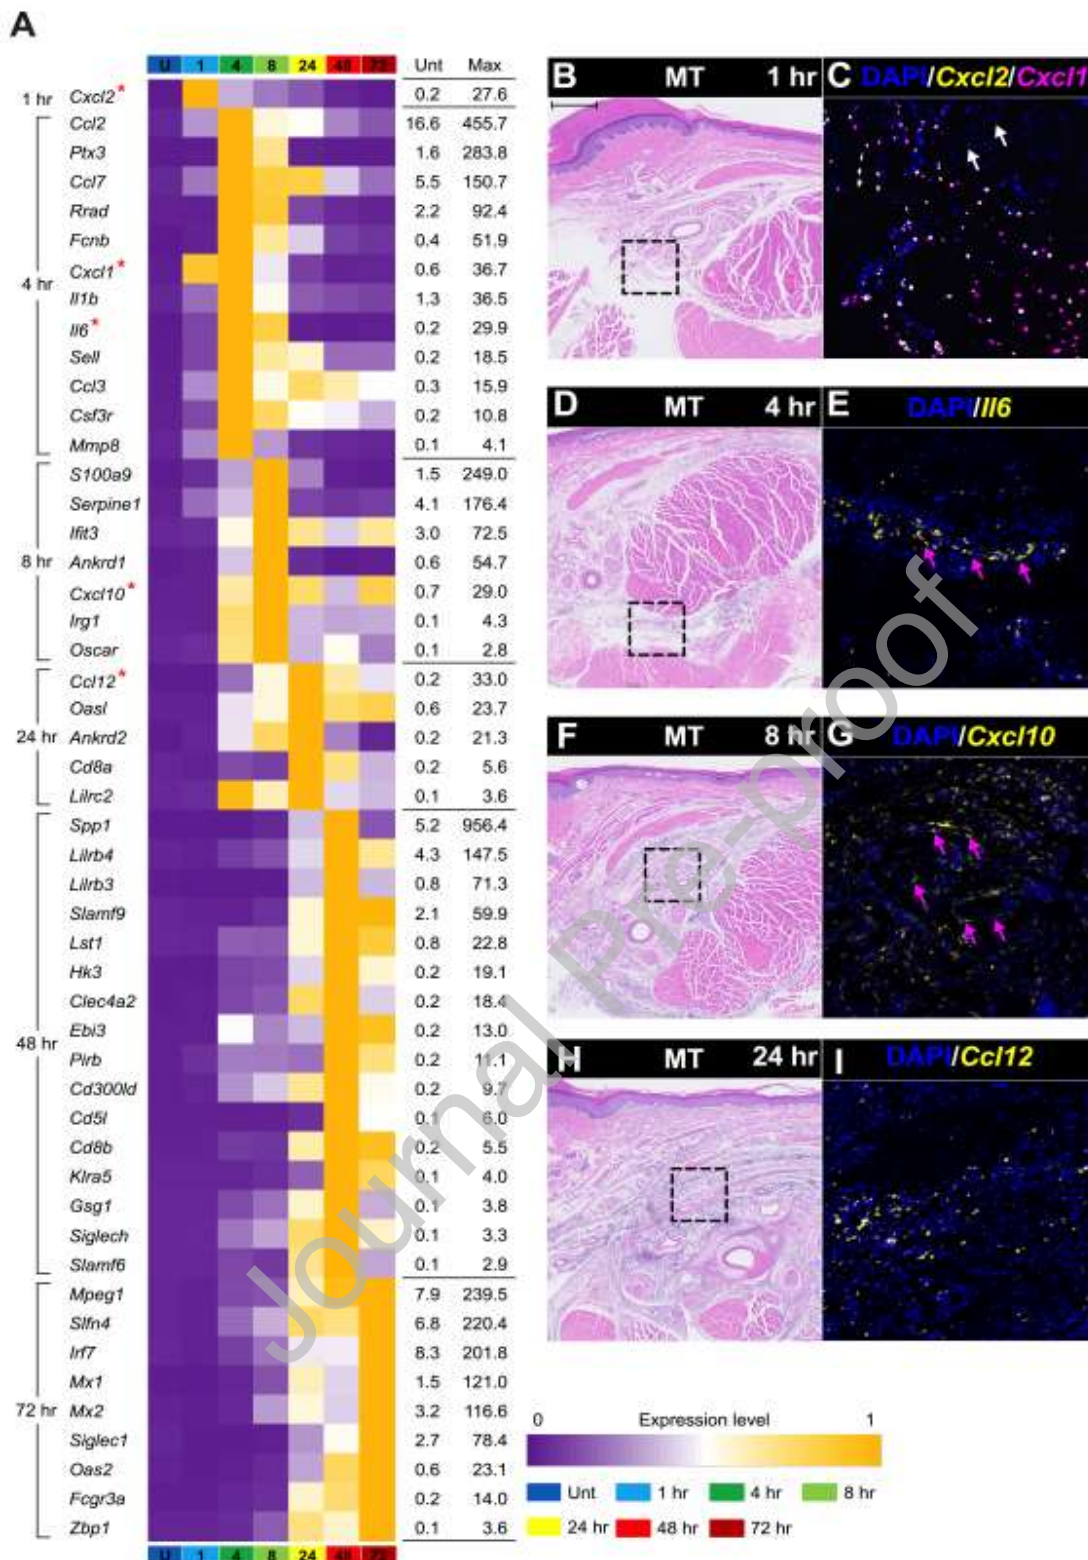 A
U 1 4 8 24 48 72 Unt Max
1 hr Cxcl2* 0.2 27.6
Ccl2 16.6 455.7
Ptx3 1.6 283.8
Ccl7 5.5 150.7
Rrad 2.2 92.4
Fcnb 0.4 51.9
Cxcl1* 0.6 36.7
4 hr
Il1b 1.3 36.5
Il6* 0.2 29.9
Sell 0.2 18.5
Ccl3 0.3 15.9
Csf3r 0.2 10.8
Mmp8 0.1 4.1
S100a9 1.5 249.0
Serpine1 4.1 176.4
Ifit3 3.0 72.5
8 hr Ankrd1 0.6 54.7
Cxcl10* 0.7 29.0
Irg1 0.1 4.3
Oscar 0.1 2.8
Ccl12* 0.2 33.0
Oasl 0.6 23.7
24 hr Ankrd2 0.2 21.3
Cd8a 0.2 5.6
Lilrc2 0.1 3.6
Spp1 5.2 956.4
Lilrb4 4.3 147.5
Lilrb3 0.8 71.3
Slamf9 2.1 59.9
Lst1 0.8 22.8
Hk3 0.2 19.1
Clec4a2 0.2 18.4
Ebi3 0.2 13.0
48 hr
Pirb 0.2 11.1
Cd300ld 0.2 9.7
Cd5l 0.1 6.0
Cd8b 0.2 5.5
Klra5 0.1 4.0
Gsg1 0.1 3.8
Siglech 0.1 3.3
Slamf6 0.1 2.9
Mpeg1 7.9 239.5
Slfn4 6.8 220.4
Irf7 8.3 201.8
Mx1 1.5 121.0
72 hr Mx2 3.2 116.6
Siglec1 2.7 78.4
Oas2 0.6 23.1
Fcgr3a 0.2 14.0
Zbp1 0.1 3.6
U 1 4 8 24 48 72
B MT 1 hr
C DAPI/Cxcl2/Cxcl1
D MT 4 hr
E DAPI/Il6
F MT 8 hr
G DAPI/Cxcl10
H MT 24 hr
I DAPI/Ccl12
0 Expression level 1
Unt 1 hr 4 hr 8 hr
24 hr 48 hr 72 hr
Journal Pre-proof